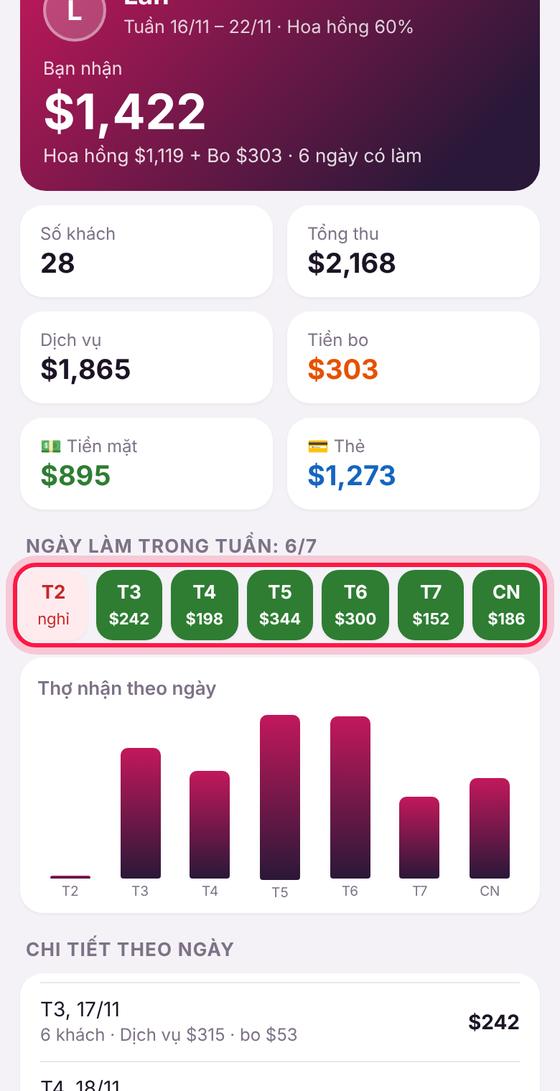 L
Lan
Tuần 16/11 – 22/11 · Hoa hồng 60%
Bạn nhận
$1,422
Hoa hồng $1,119 + Bo $303 · 6 ngày có làm
Số khách
28
Tổng thu
$2,168
Dịch vụ
$1,865
Tiền bo
$303
💵 Tiền mặt
$895
💳 Thẻ
$1,273
NGÀY LÀM TRONG TUẦN: 6/7
T2 T3 T4 T5 T6 T7 CN
nghỉ $242 $198 $344 $300 $152 $186
Thợ nhận theo ngày
T2 T3 T4 T5 T6 T7 CN
CHI TIẾT THEO NGÀY
T3, 17/11
6 khách · Dịch vụ $315 · bo $53
$242
T4, 18/11